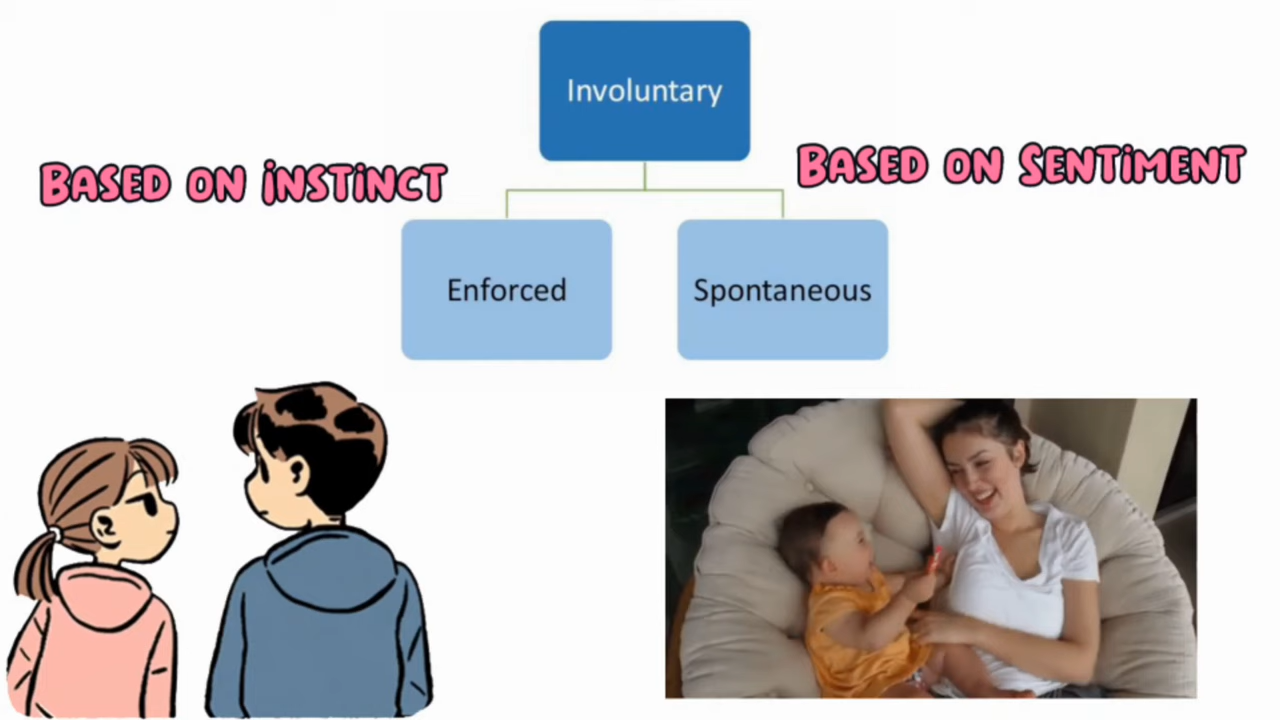 Involuntary
BASED ON iNSTiNCT
BASED ON SENTiMENT
Enforced
Spontaneous